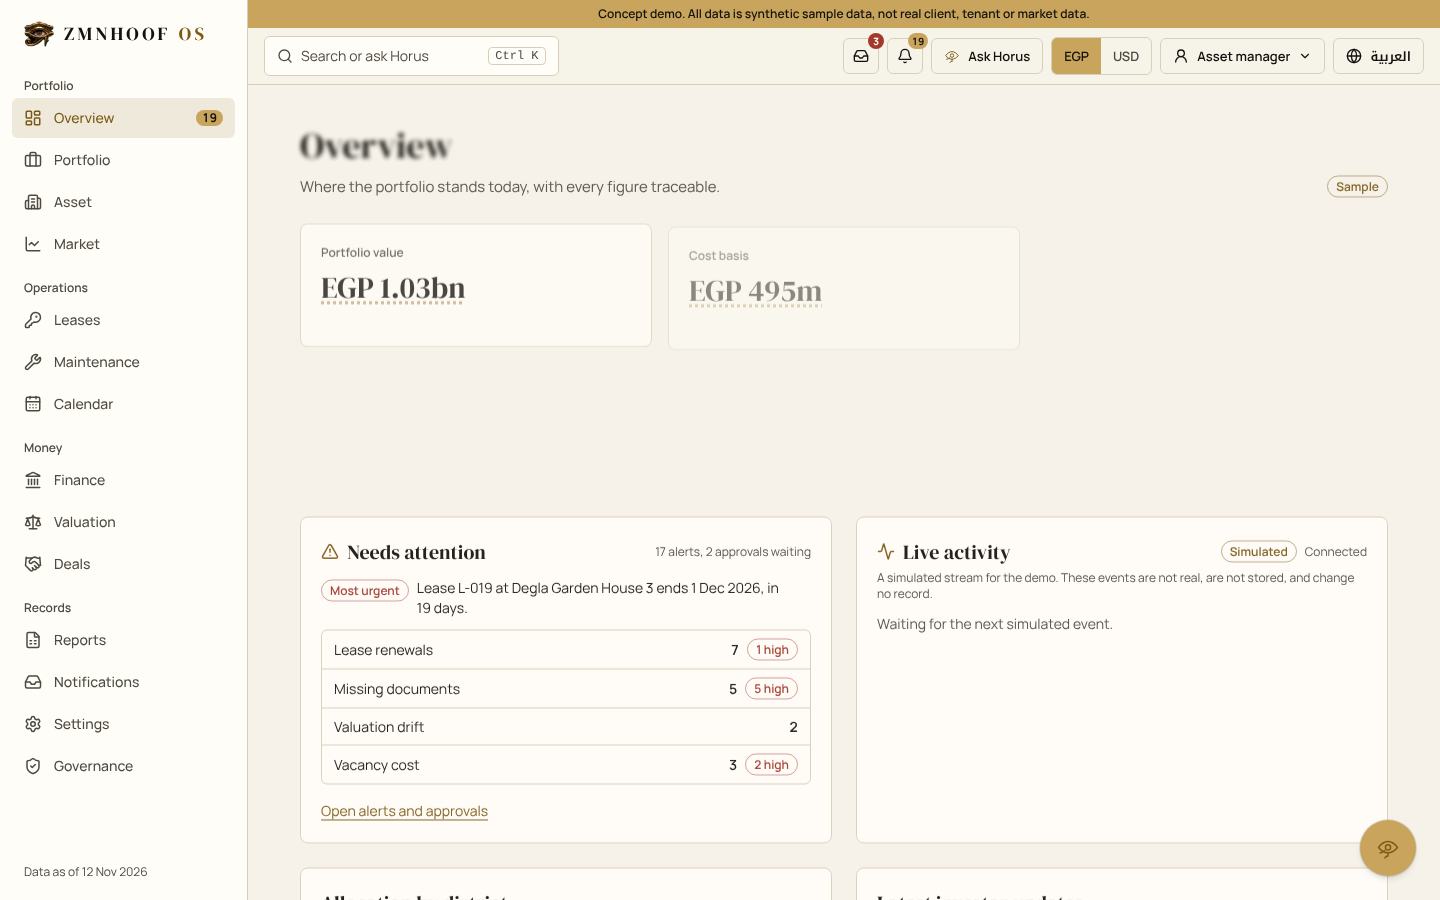 ZMNHOOF OS
Concept demo. All data is synthetic sample data, not real client, tenant or market data.
Search or ask Horus
Ctrl K
3
19
Ask Horus
EGP
USD
Asset manager
العربية
Portfolio
Overview
19
Portfolio
Asset
Market
Operations
Leases
Maintenance
Calendar
Money
Finance
Valuation
Deals
Records
Reports
Notifications
Settings
Governance
Data as of 12 Nov 2026
Overview
Where the portfolio stands today, with every figure traceable.
Sample
Portfolio value
EGP 1.03bn
Cost basis
EGP 495m
Needs attention
17 alerts, 2 approvals waiting
Most urgent
Lease L-019 at Degla Garden House 3 ends 1 Dec 2026, in
19 days.
Lease renewals
7
1 high
Missing documents
5
5 high
Valuation drift
2
Vacancy cost
3
2 high
Open alerts and approvals
Live activity
Simulated
Connected
A simulated stream for the demo. These events are not real, are not stored, and change
no record.
Waiting for the next simulated event.